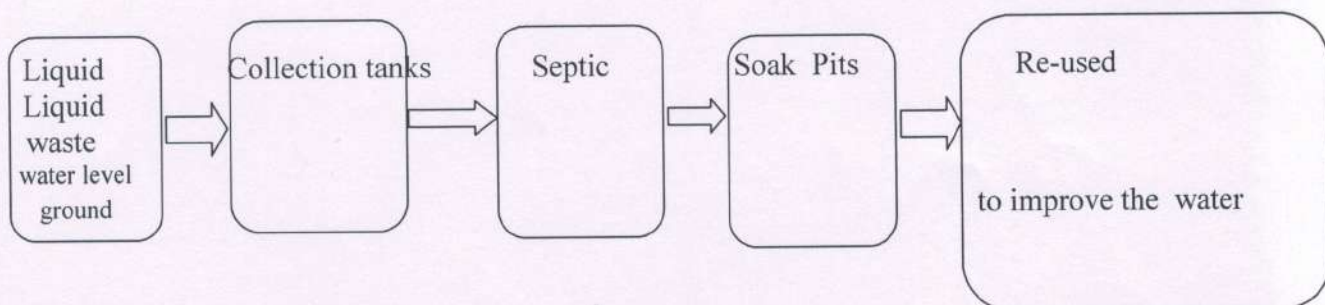 Liquid
Liquid
waste
water level
ground
Collection tanks
Septic
Soak Pits
Re-used
to improve the water